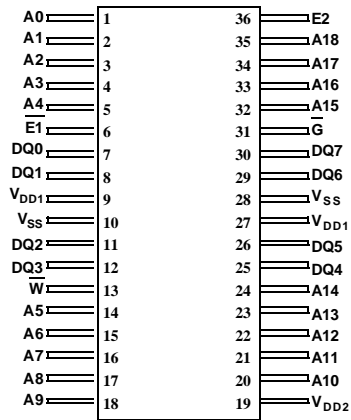 A0 1 36 E2
A1 2 35 A18
A2 3 34 A17
A3 4 33 A16
A4 5 32 A15
E1 6 31 G
DQ0 7 30 DQ7
DQ1 8 29 DQ6
VDD1 9 28 VSS
VSS 10 27 VDD1
DQ2 11 26 DQ5
DQ3 12 25 DQ4
W 13 24 A14
A5 14 23 A13
A6 15 22 A12
A7 16 21 A11
A8 17 20 A10
A9 18 19 VDD2